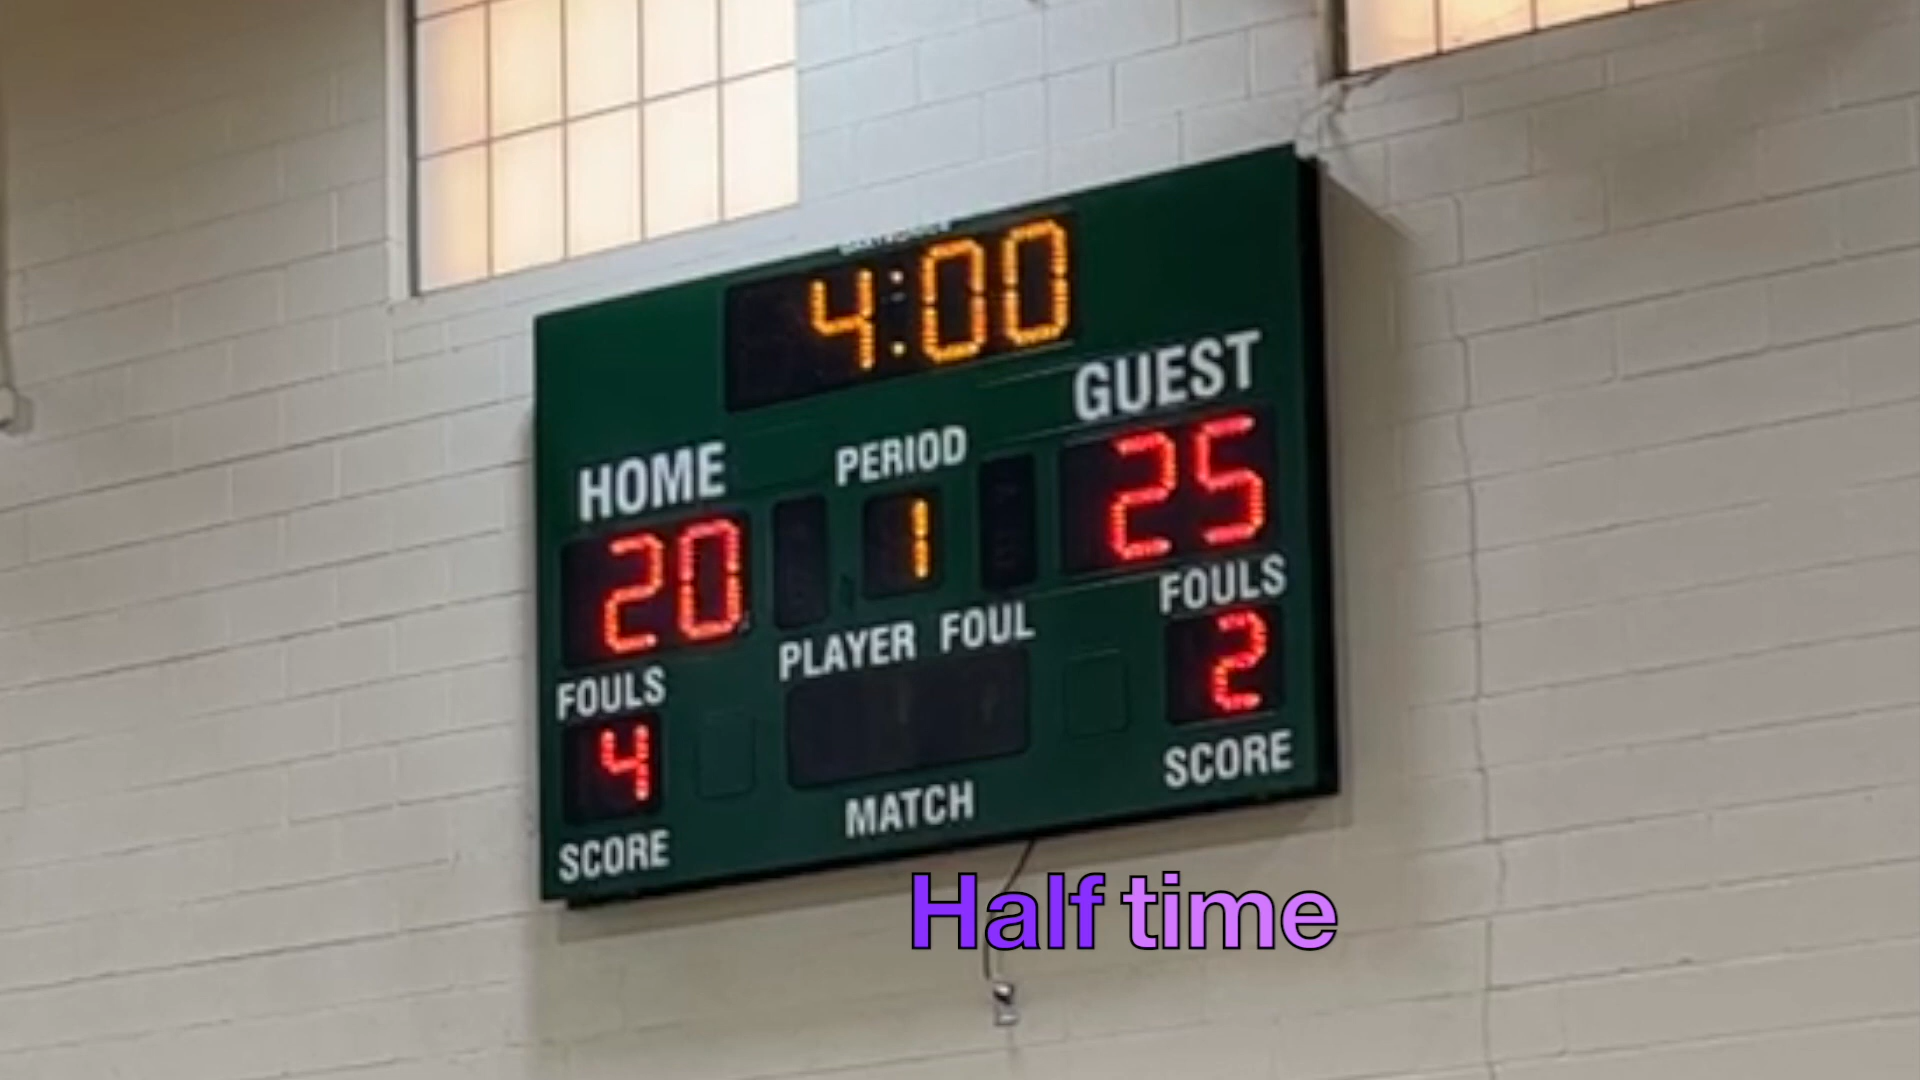 4:00
GUEST
HOME
PERIOD
25
20
1
FOULS
PLAYER FOUL
2
FOULS
4
SCORE
MATCH
SCORE
Half time